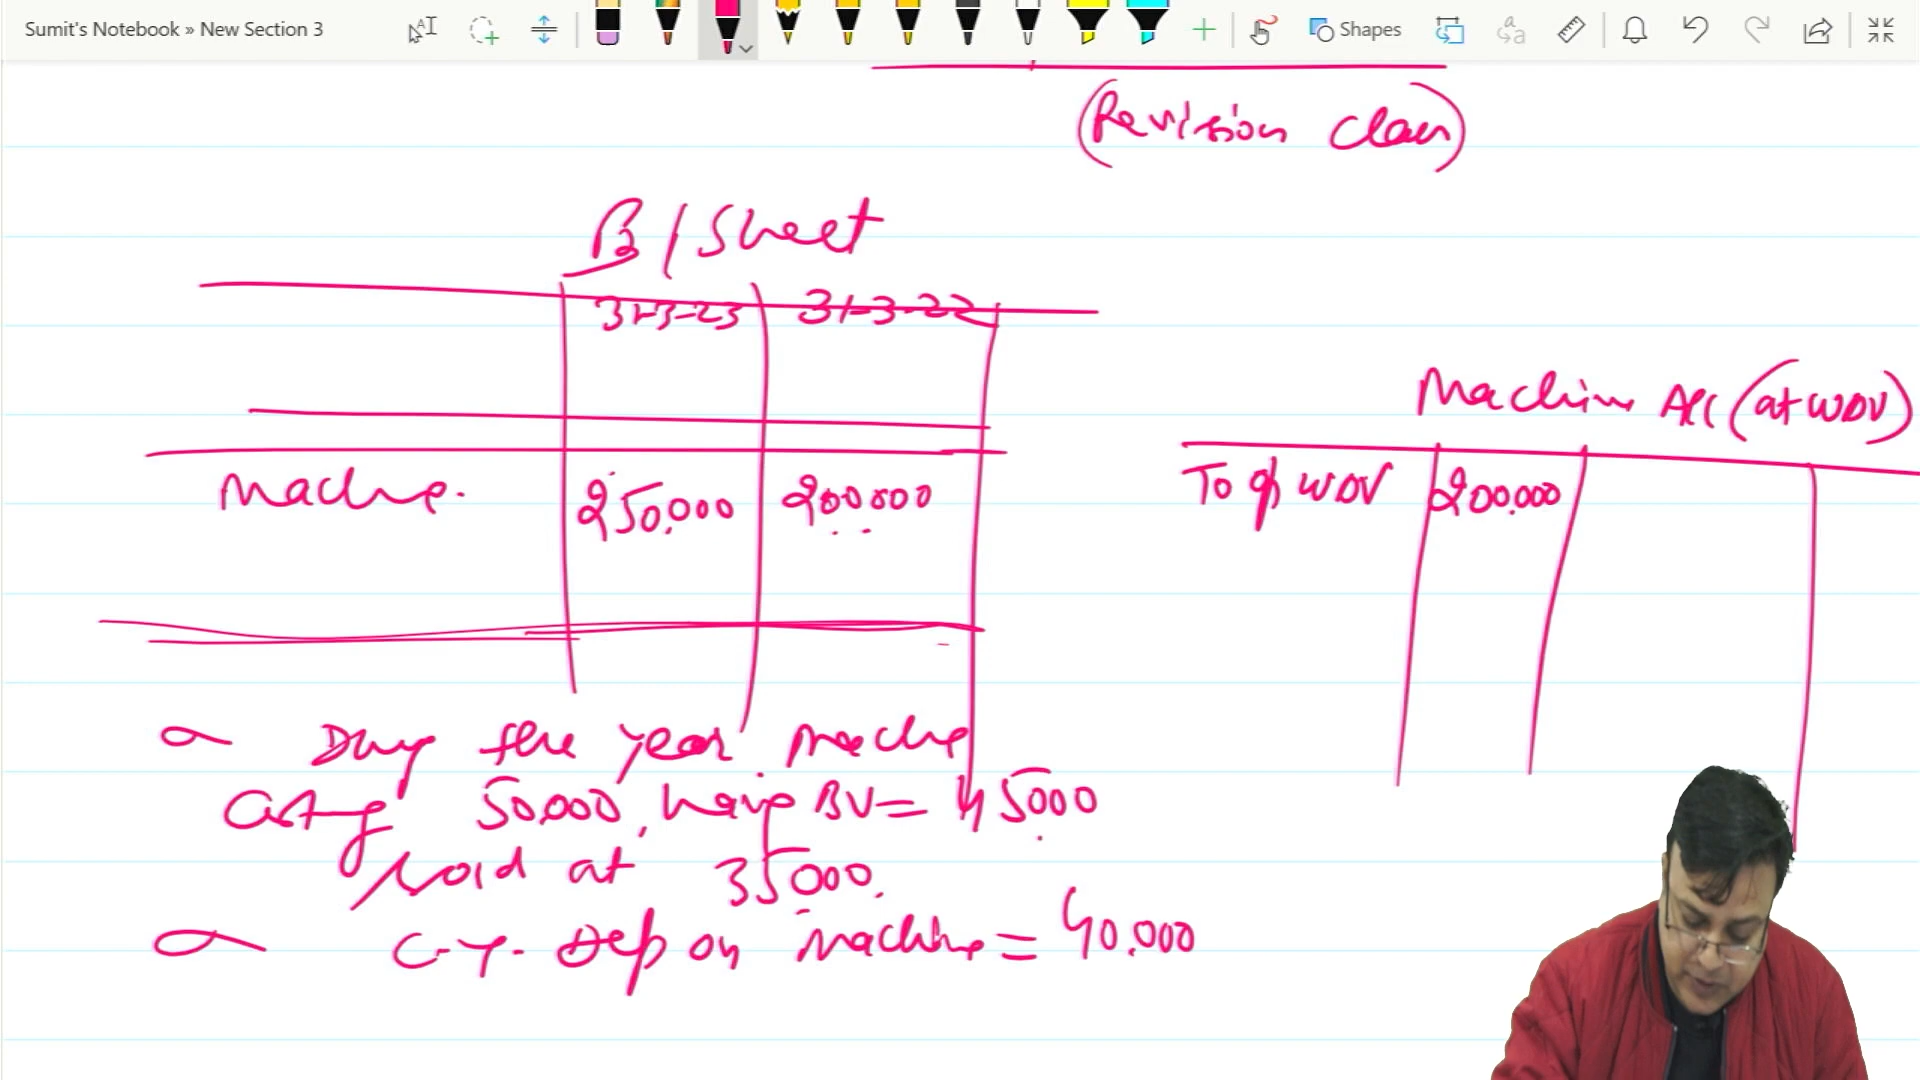 Sumit's Notebook » New Section 3
Shapes
(Revision Class)
B/Sheet
31-3-23 31-3-22
Machine Acc (at WDV)
Machine. 250,000 200,000
To WDV 200,000
During the year Machine
Costing 50,000, having BV = 45000
sold at 35000.
C.Y. Dep on Machine = 40,000